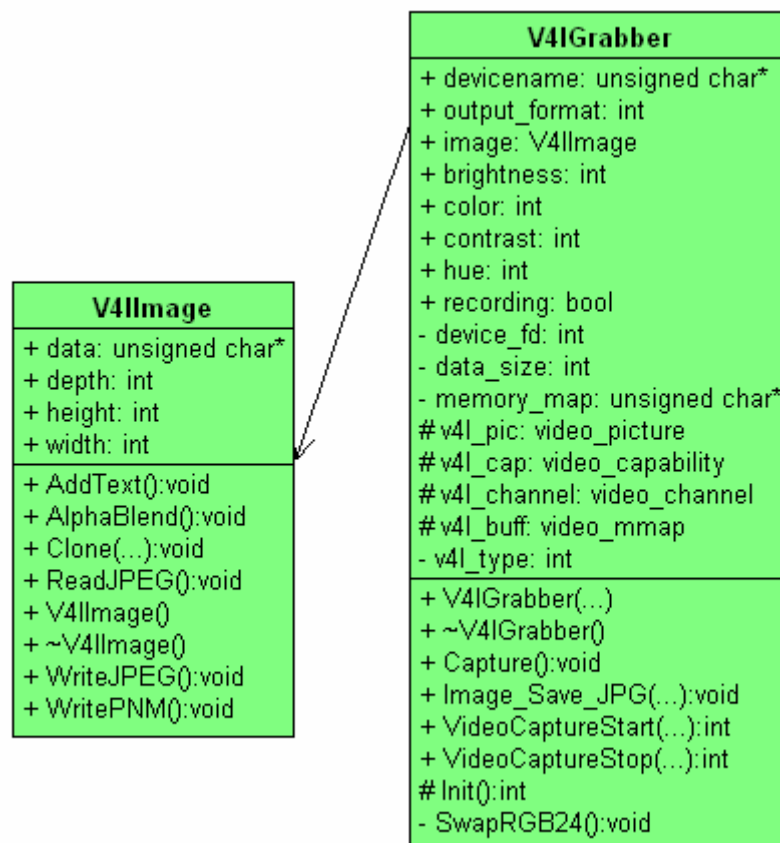 V4lGrabber
+ devicename: unsigned char*
+ output_format: int
+ image: V4lImage
+ brightness: int
+ color: int
+ contrast: int
+ hue: int
+ recording: bool
- device_fd: int
- data_size: int
- memory_map: unsigned char*
# v4l_pic: video_picture
# v4l_cap: video_capability
# v4l_channel: video_channel
# v4l_buff: video_mmap
- v4l_type: int
+ V4lGrabber(...)
+ ~V4lGrabber()
+ Capture():void
+ Image_Save_JPG(...):void
+ VideoCaptureStart(...):int
+ VideoCaptureStop(...):int
# Init():int
- SwapRGB24():void
V4lImage
+ data: unsigned char*
+ depth: int
+ height: int
+ width: int
+ AddText():void
+ AlphaBlend():void
+ Clone(...):void
+ ReadJPEG():void
+ V4lImage()
+ ~V4lImage()
+ WriteJPEG():void
+ WritePNM():void